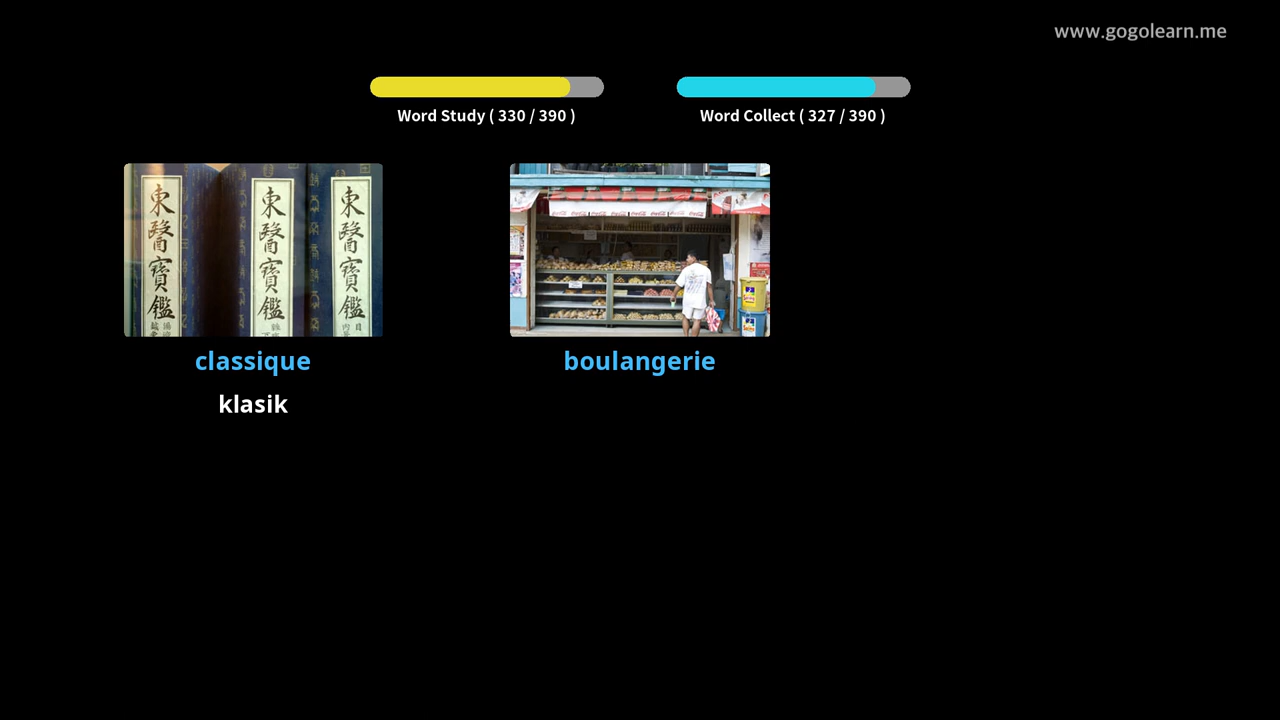 www.gogolearn.me
Word Study ( 330 / 390 )
Word Collect ( 327 / 390 )
東醫寶鑑
東醫寶鑑
東醫寶鑑
classique
boulangerie
klasik